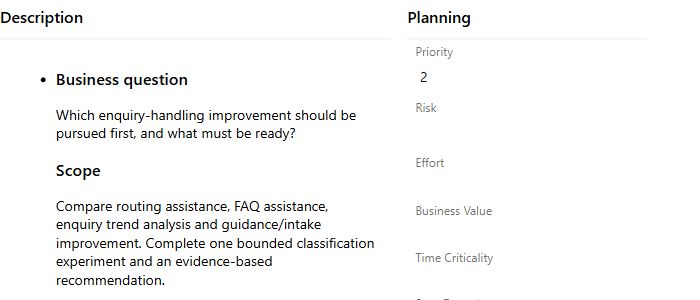 Description
Business question
Which enquiry-handling improvement should be
pursued first, and what must be ready?
Scope
Compare routing assistance, FAQ assistance,
enquiry trend analysis and guidance/intake
improvement. Complete one bounded classification
experiment and an evidence-based
recommendation.
Planning
Priority
2
Risk
Effort
Business Value
Time Criticality